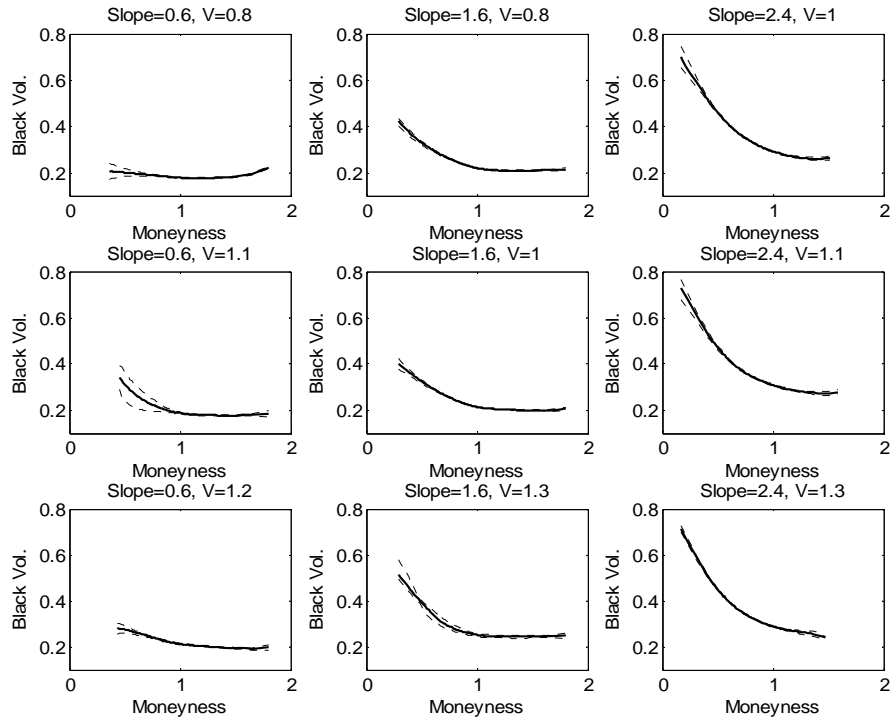 Slope=0.6, V=0.8
Slope=1.6, V=0.8
Slope=2.4, V=1
0.8
0.6
0.4
0.2
Black Vol.
0
1
2
Moneyness
0.8
0.6
0.4
0.2
Black Vol.
0
1
2
Moneyness
0.8
0.6
0.4
0.2
Black Vol.
0
1
2
Moneyness
Slope=0.6, V=1.1
Slope=1.6, V=1
Slope=2.4, V=1.1
0.8
0.6
0.4
0.2
Black Vol.
0
1
2
Moneyness
0.8
0.6
0.4
0.2
Black Vol.
0
1
2
Moneyness
0.8
0.6
0.4
0.2
Black Vol.
0
1
2
Moneyness
Slope=0.6, V=1.2
Slope=1.6, V=1.3
Slope=2.4, V=1.3
0.8
0.6
0.4
0.2
Black Vol.
0
1
2
Moneyness
0.8
0.6
0.4
0.2
Black Vol.
0
1
2
Moneyness
0.8
0.6
0.4
0.2
Black Vol.
0
1
2
Moneyness